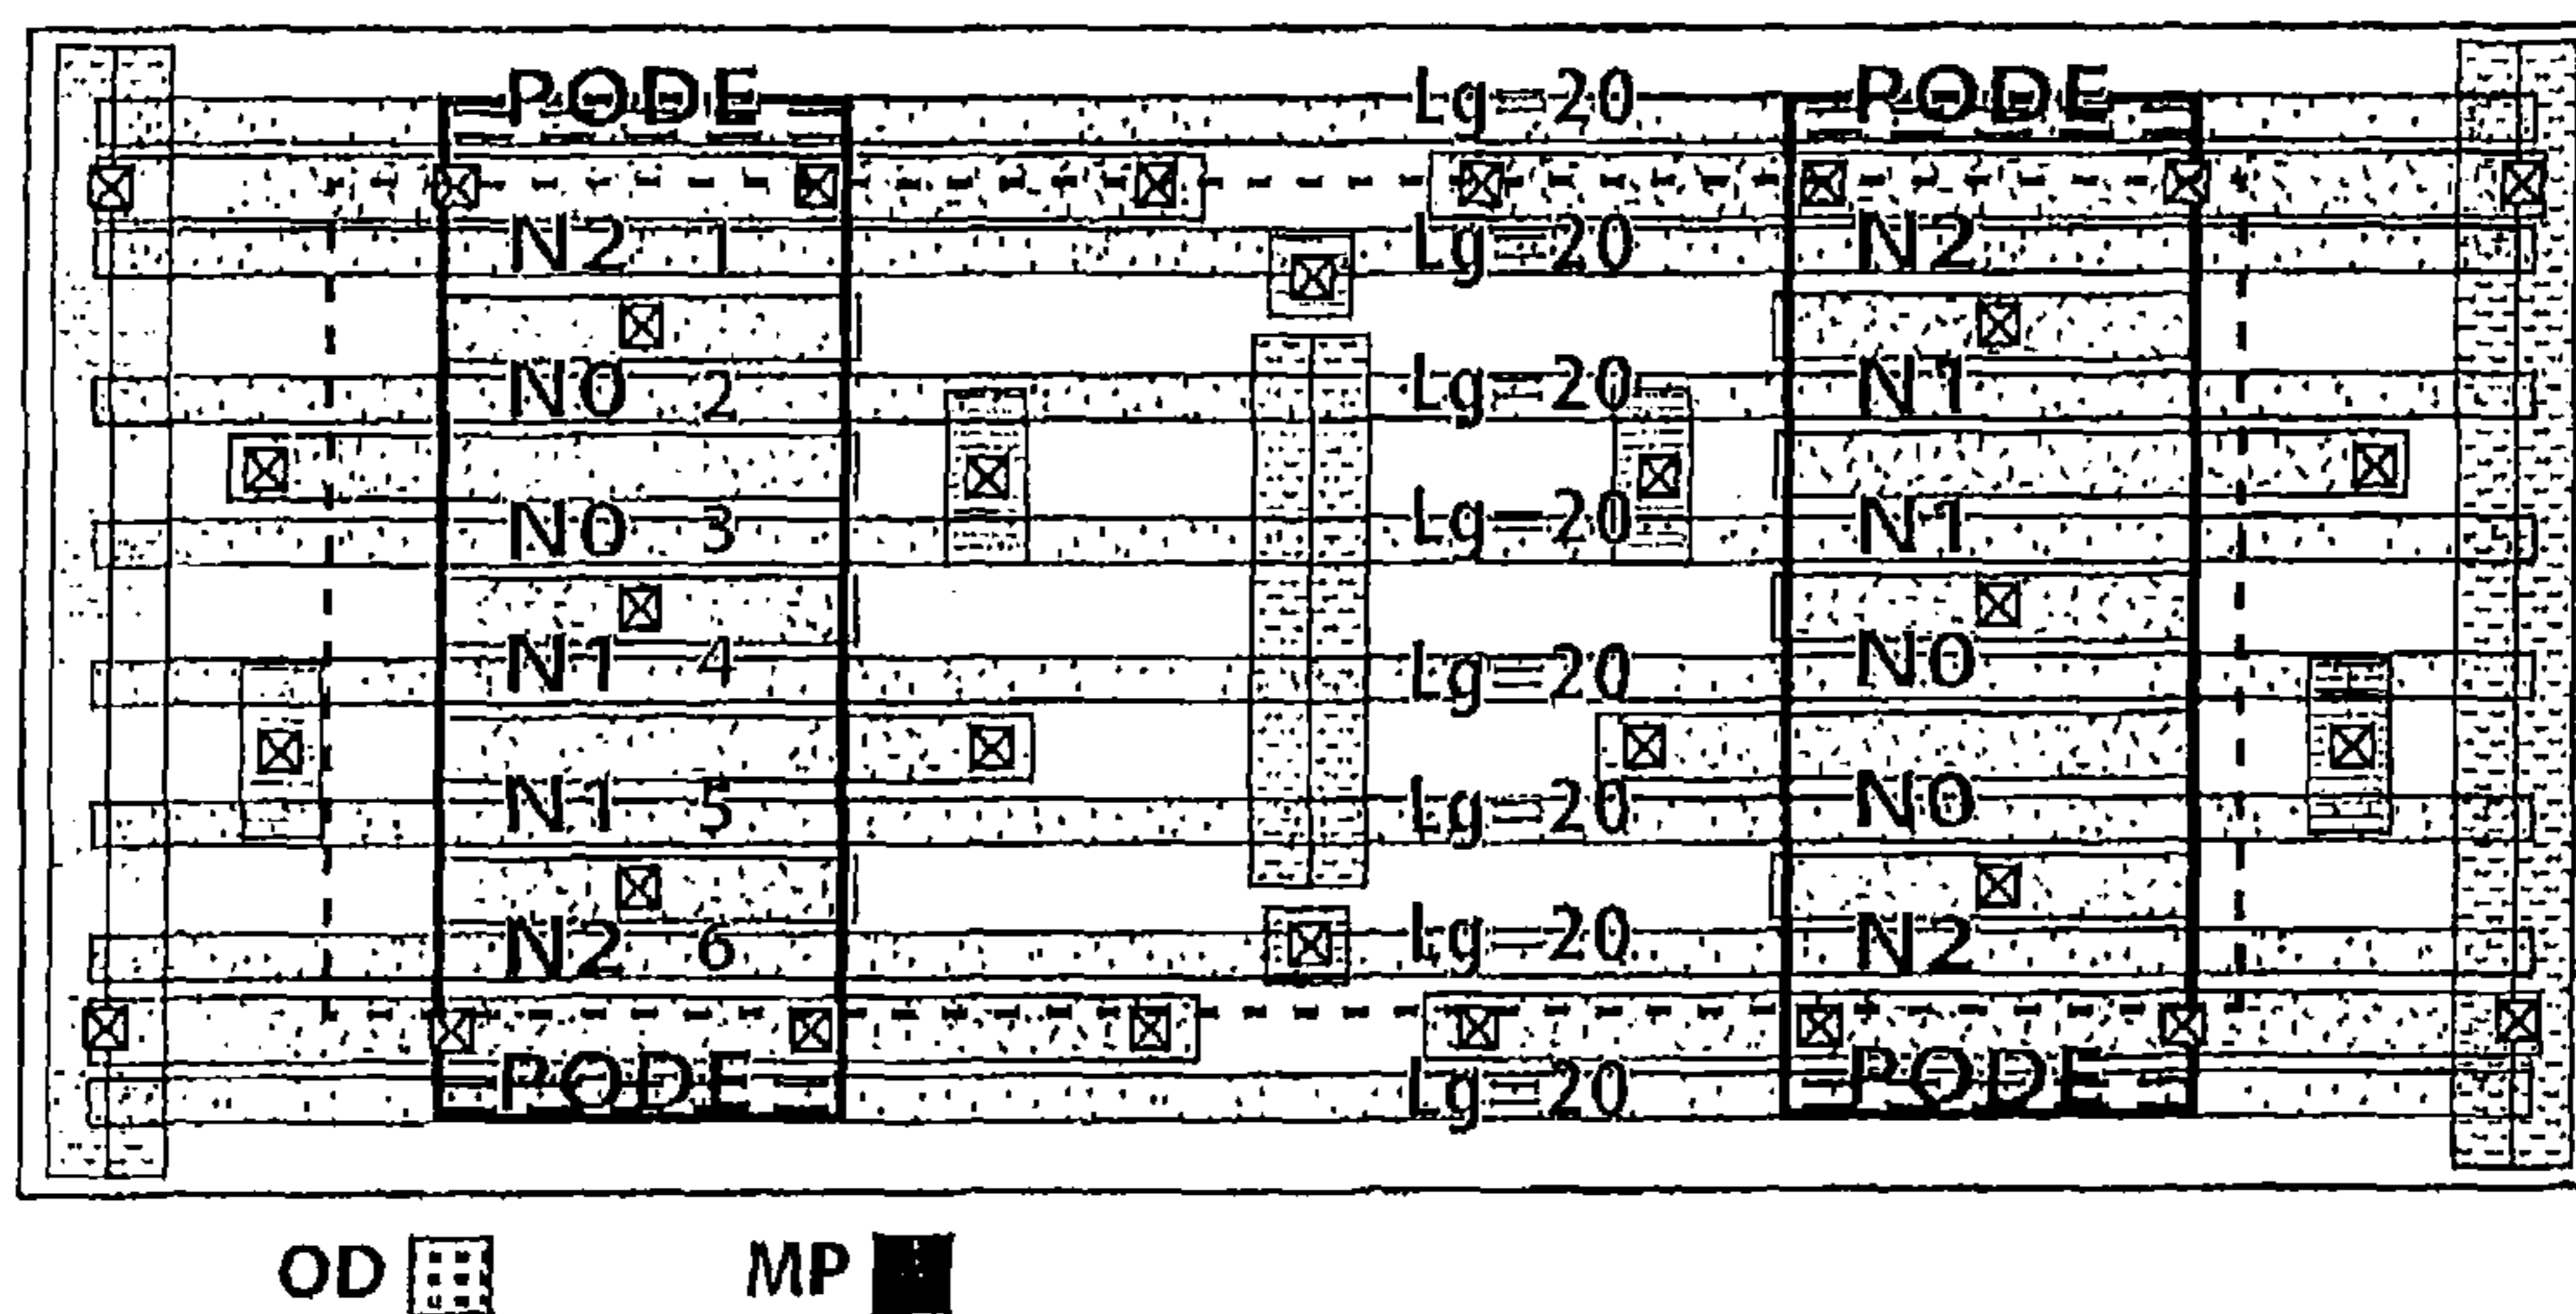 PODE Lg=20 PODE
N2 1 Lg=20 N2
N0 2 Lg=20 N1
N0 3 Lg=20 N1
N1 4 Lg=20 N0
N1 5 Lg=20 N0
N2 6 Lg=20 N2
PODE Lg=20 PODE
OD MP